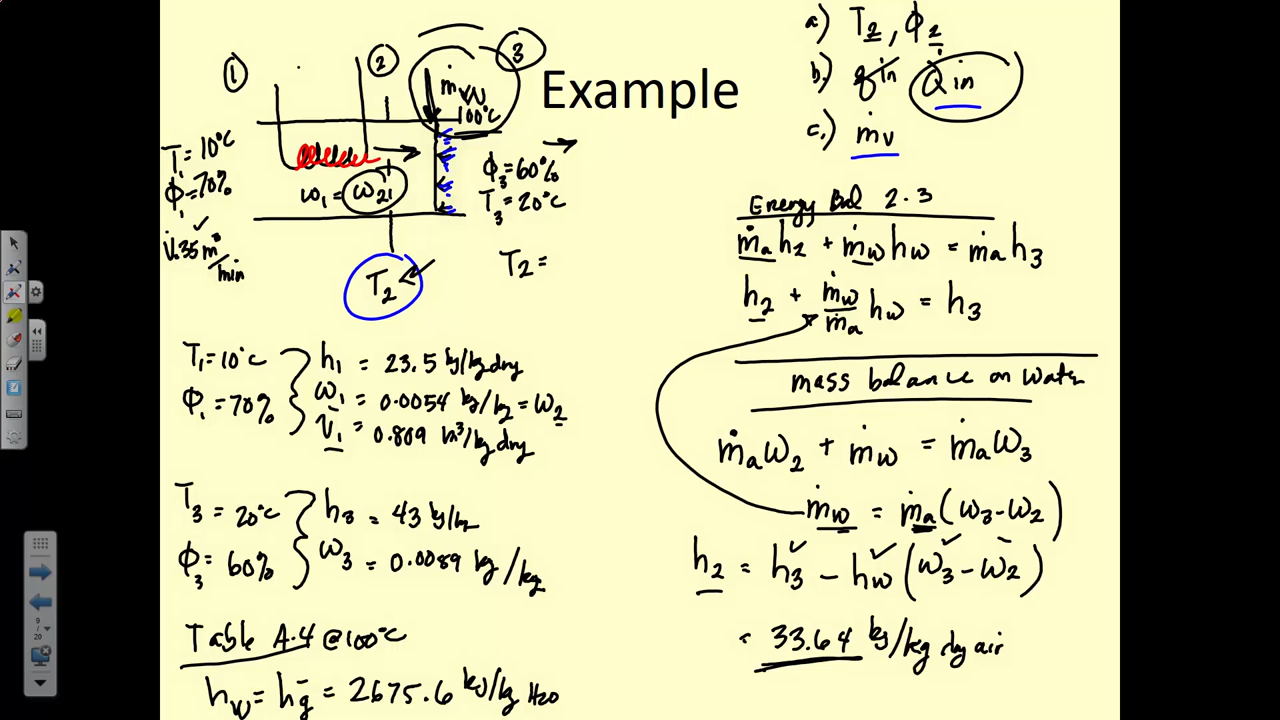 Example
a) T2, ϕ2
b) q in Q in
c.) ṁv
① ② ③
ṁw
100°C
T1 = 10°C
ϕ1 = 70%
V̇. 35 m³/min
ω1 = ω2
ϕ3 = 60%
T3 = 20°C
T2
T2 =
Energy Bal 2.3
ṁa h2 + ṁw hw = ṁa h3
h2 + ṁw/ṁa hw = h3
mass balance on water
ṁa ω2 + ṁw = ṁa ω3
ṁw = ṁa (ω3 - ω2)
h2 = h3 - hw (ω3 - ω2)
= 33.64 kJ/kg dry air
T1 = 10°C
ϕ1 = 70%
h1 = 23.5 kJ/kg dry
ω1 = 0.0054 kg/kg = ω2
v1 = 0.809 m³/kg dry
T3 = 20°C
ϕ3 = 60%
h3 = 43 kJ/kg
ω3 = 0.0089 kg/kg
Table A.4 @ 100°C
hw = hg = 2675.6 kJ/kg H2O
9
/ 20